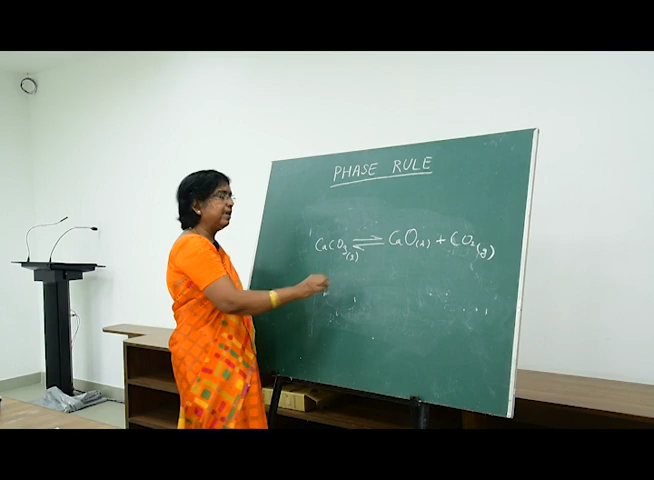 PHASE RULE
CaCO₃(s) ⇌ CaO(s) + CO₂(g)